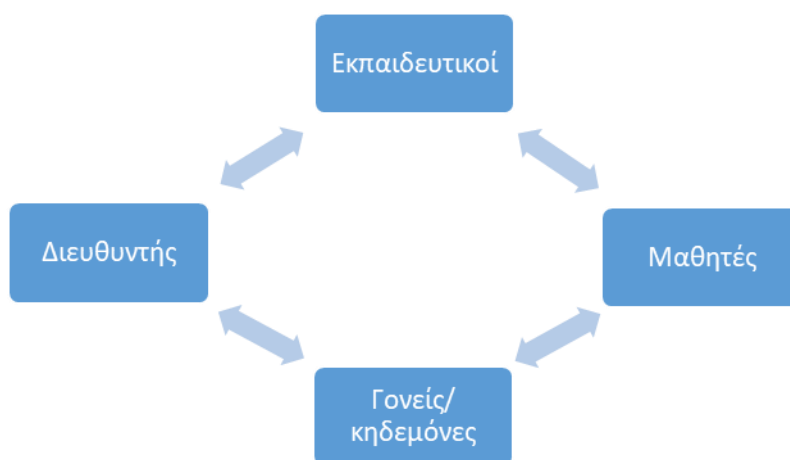 Εκπαιδευτικοί
Διευθυντής
Μαθητές
Γονείς/
κηδεμόνες